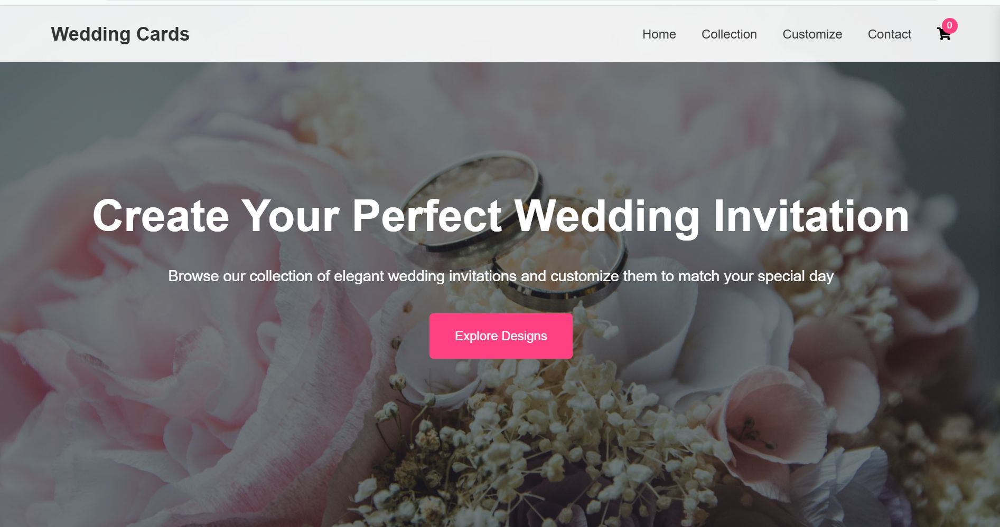 Wedding Cards
Home
Collection
Customize
Contact
0
Create Your Perfect Wedding Invitation
Browse our collection of elegant wedding invitations and customize them to match your special day
Explore Designs